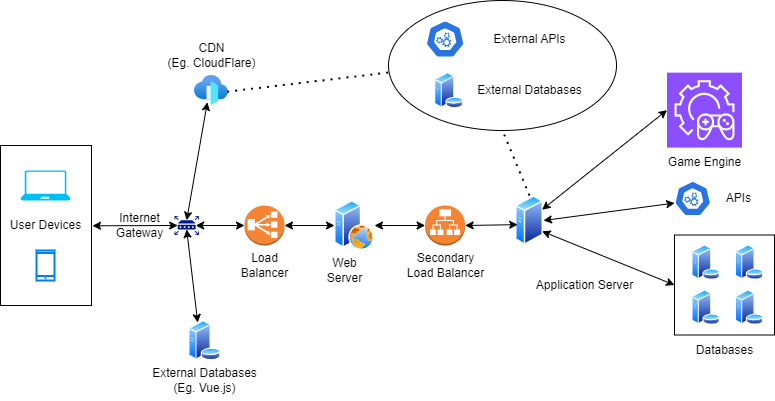 CDN
(Eg. CloudFlare)
External APIs
External Databases
Game Engine
User Devices
Internet
Gateway
APIs
Load
Balancer
Web
Server
Secondary
Load Balancer
Application Server
Databases
External Databases
(Eg. Vue.js)